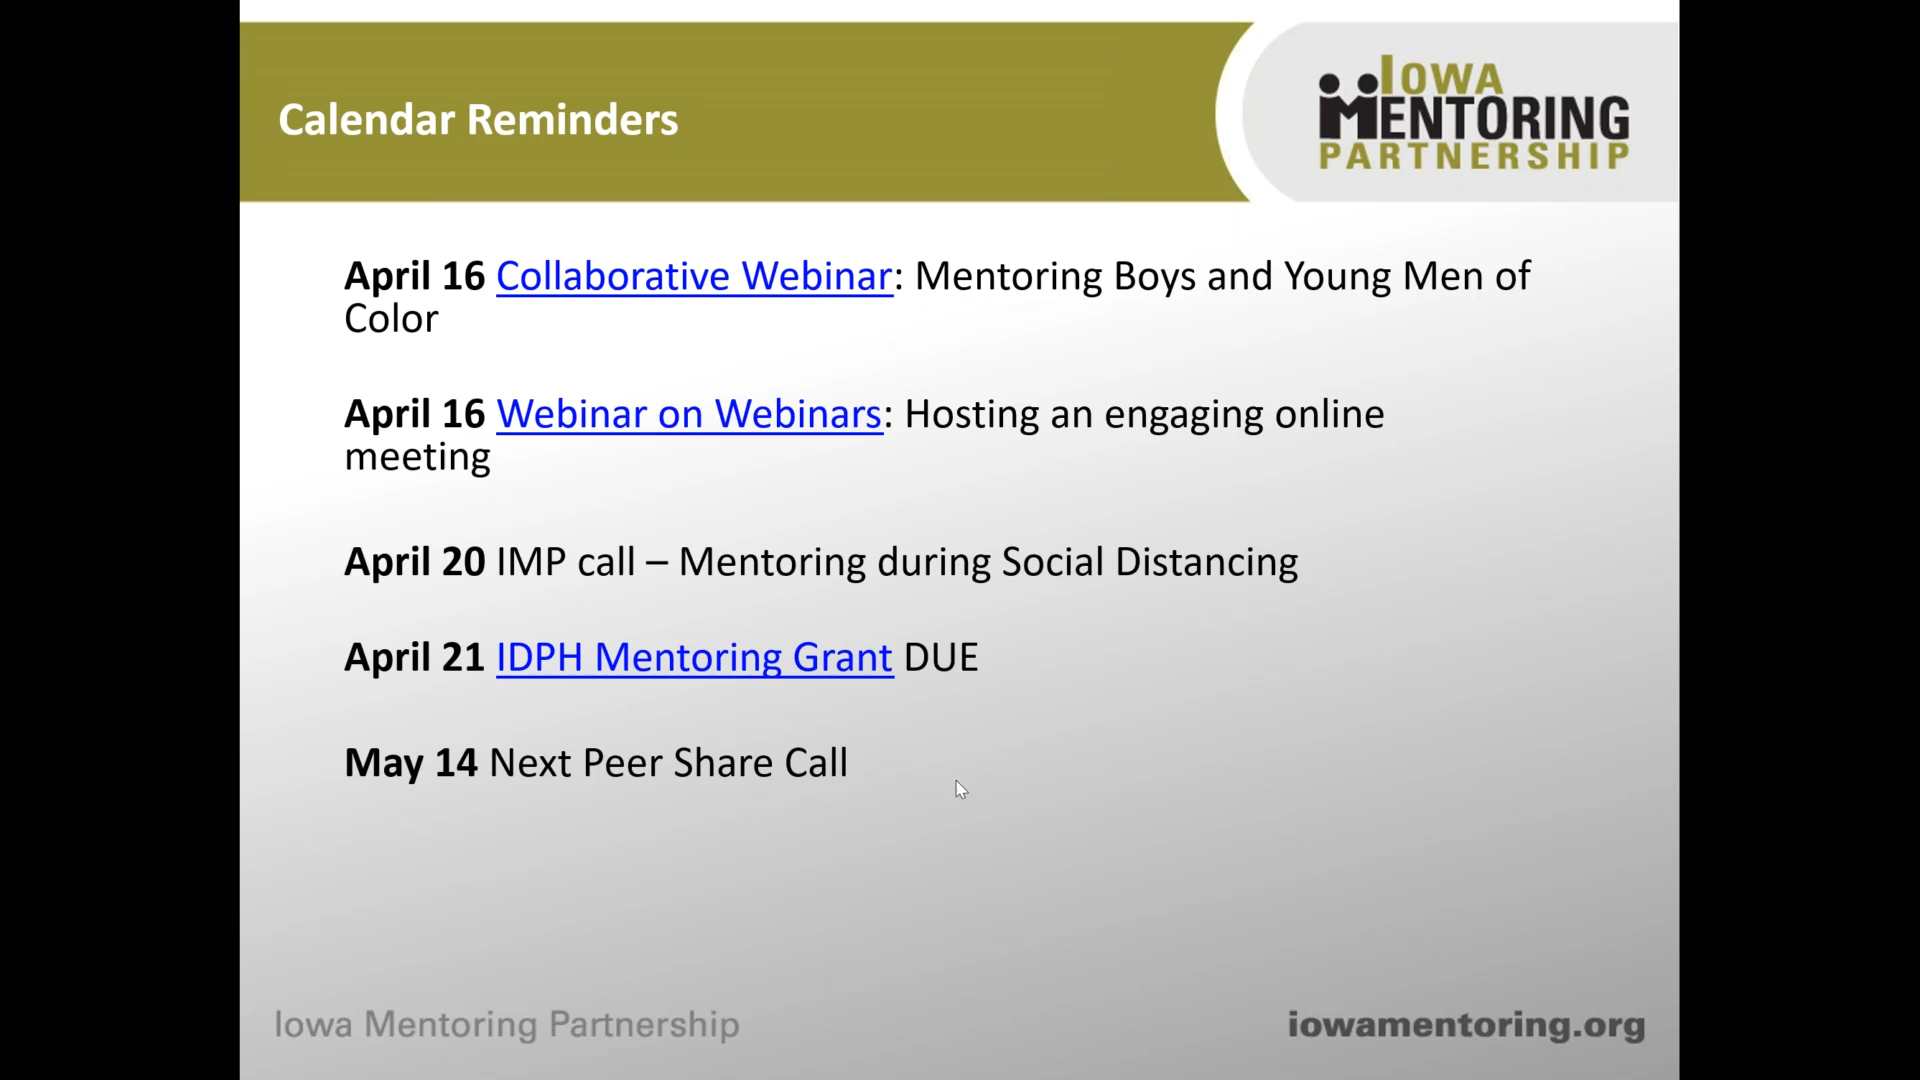 Calendar Reminders
IOWA
MENTORING
PARTNERSHIP
April 16 Collaborative Webinar: Mentoring Boys and Young Men of
Color
April 16 Webinar on Webinars: Hosting an engaging online
meeting
April 20 IMP call – Mentoring during Social Distancing
April 21 IDPH Mentoring Grant DUE
May 14 Next Peer Share Call
Iowa Mentoring Partnership
iowamentoring.org